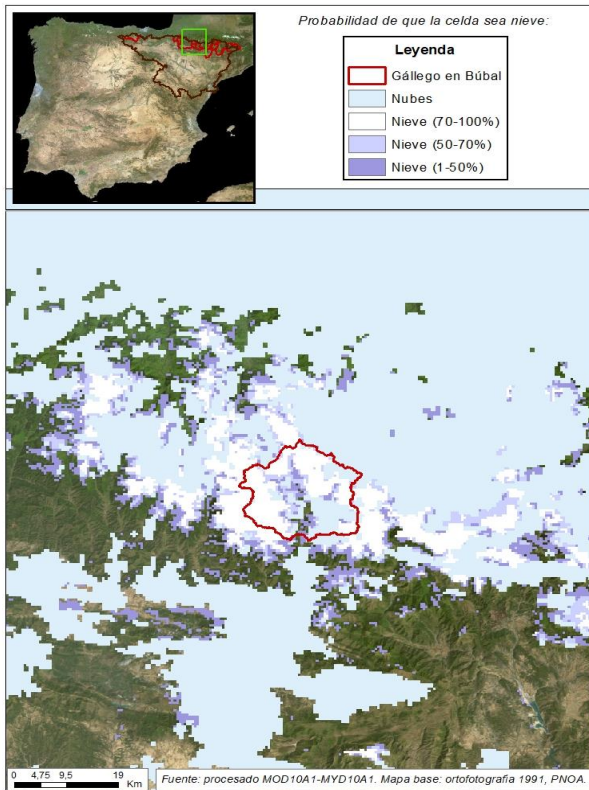 Probabilidad de que la celda sea nieve:
Leyenda
Gállego en Búbal
Nubes
Nieve (70-100%)
Nieve (50-70%)
Nieve (1-50%)
0 4,75 9,5 19
Km
Fuente: procesado MOD10A1-MYD10A1. Mapa base: ortofotografia 1991, PNOA.